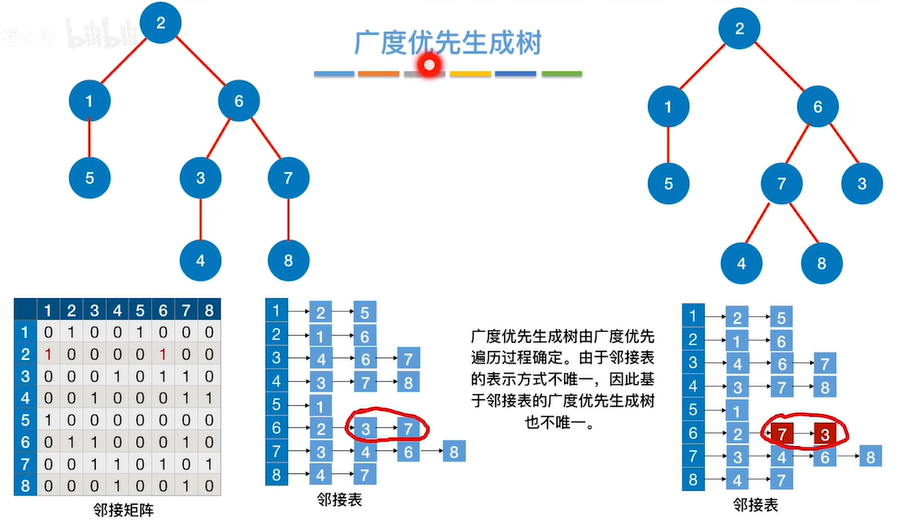 bilibili
广度优先生成树
2
1
6
5
3
7
4
8
2
1
6
5
7
3
4
8
1 2 3 4 5 6 7 8
1 0 1 0 0 1 0 0 0
2 1 0 0 0 0 1 0 0
3 0 0 0 1 0 1 1 0
4 0 0 1 0 0 0 1 1
5 1 0 0 0 0 0 0 0
6 0 1 1 0 0 0 1 0
7 0 0 1 1 0 1 0 1
8 0 0 0 1 0 0 1 0
邻接矩阵
1 2 5
2 1 6
3 4 6 7
4 3 7 8
5 1
6 2 3 7
7 3 4 6 8
8 4 7
邻接表
广度优先生成树由广度优先
遍历过程确定。由于邻接表
的表示方式不唯一，因此基
于邻接表的广度优先生成树
也不唯一。
1 2 5
2 1 6
3 4 6 7
4 3 7 8
5 1
6 2 7 3
7 3 4 6 8
8 4 7
邻接表